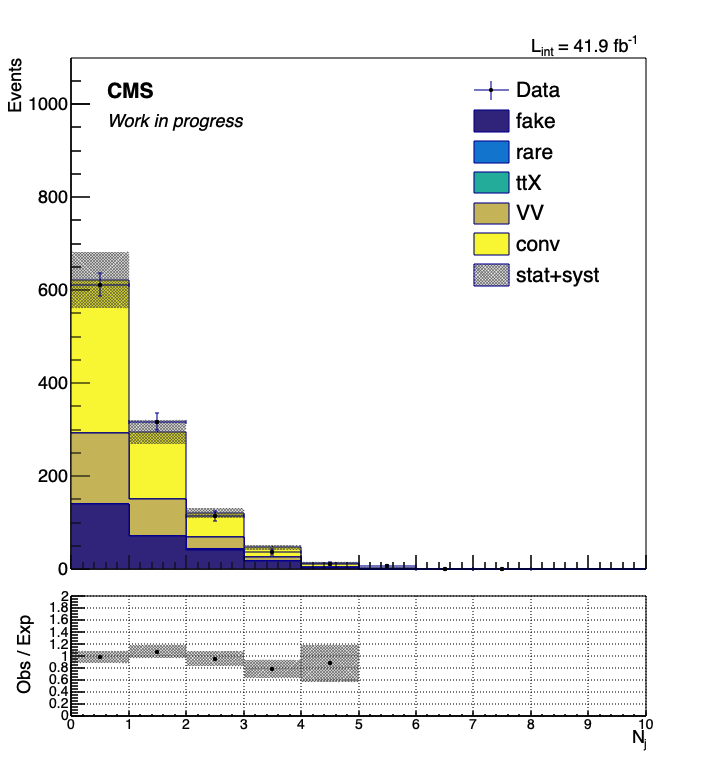 L_int = 41.9 fb^-1
Events
1000
800
600
400
200
0
CMS
Work in progress
Data
fake
rare
ttX
VV
conv
stat+syst
Obs / Exp
2
1.8
1.6
1.4
1.2
1
0.8
0.6
0.4
0.2
0
0 1 2 3 4 5 6 7 8 9 10
N_j